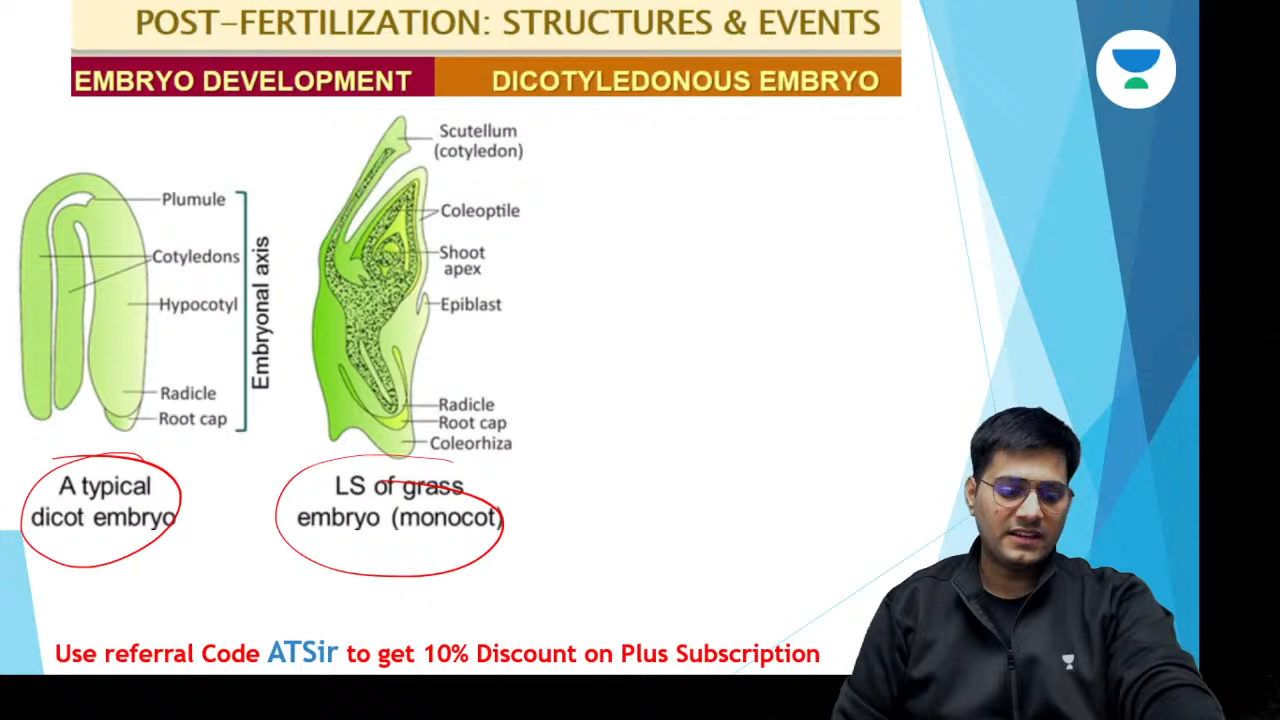 POST-FERTILIZATION: STRUCTURES & EVENTS
EMBRYO DEVELOPMENT
DICOTYLEDONOUS EMBRYO
Plumule
Cotyledons
Hypocotyl
Radicle
Root cap
Embryonal axis
A typical
dicot embryo
Scutellum
(cotyledon)
Coleoptile
Shoot
apex
Epiblast
Radicle
Root cap
Coleorhiza
LS of grass
embryo (monocot)
Use referral Code ATSir to get 10% Discount on Plus Subscription